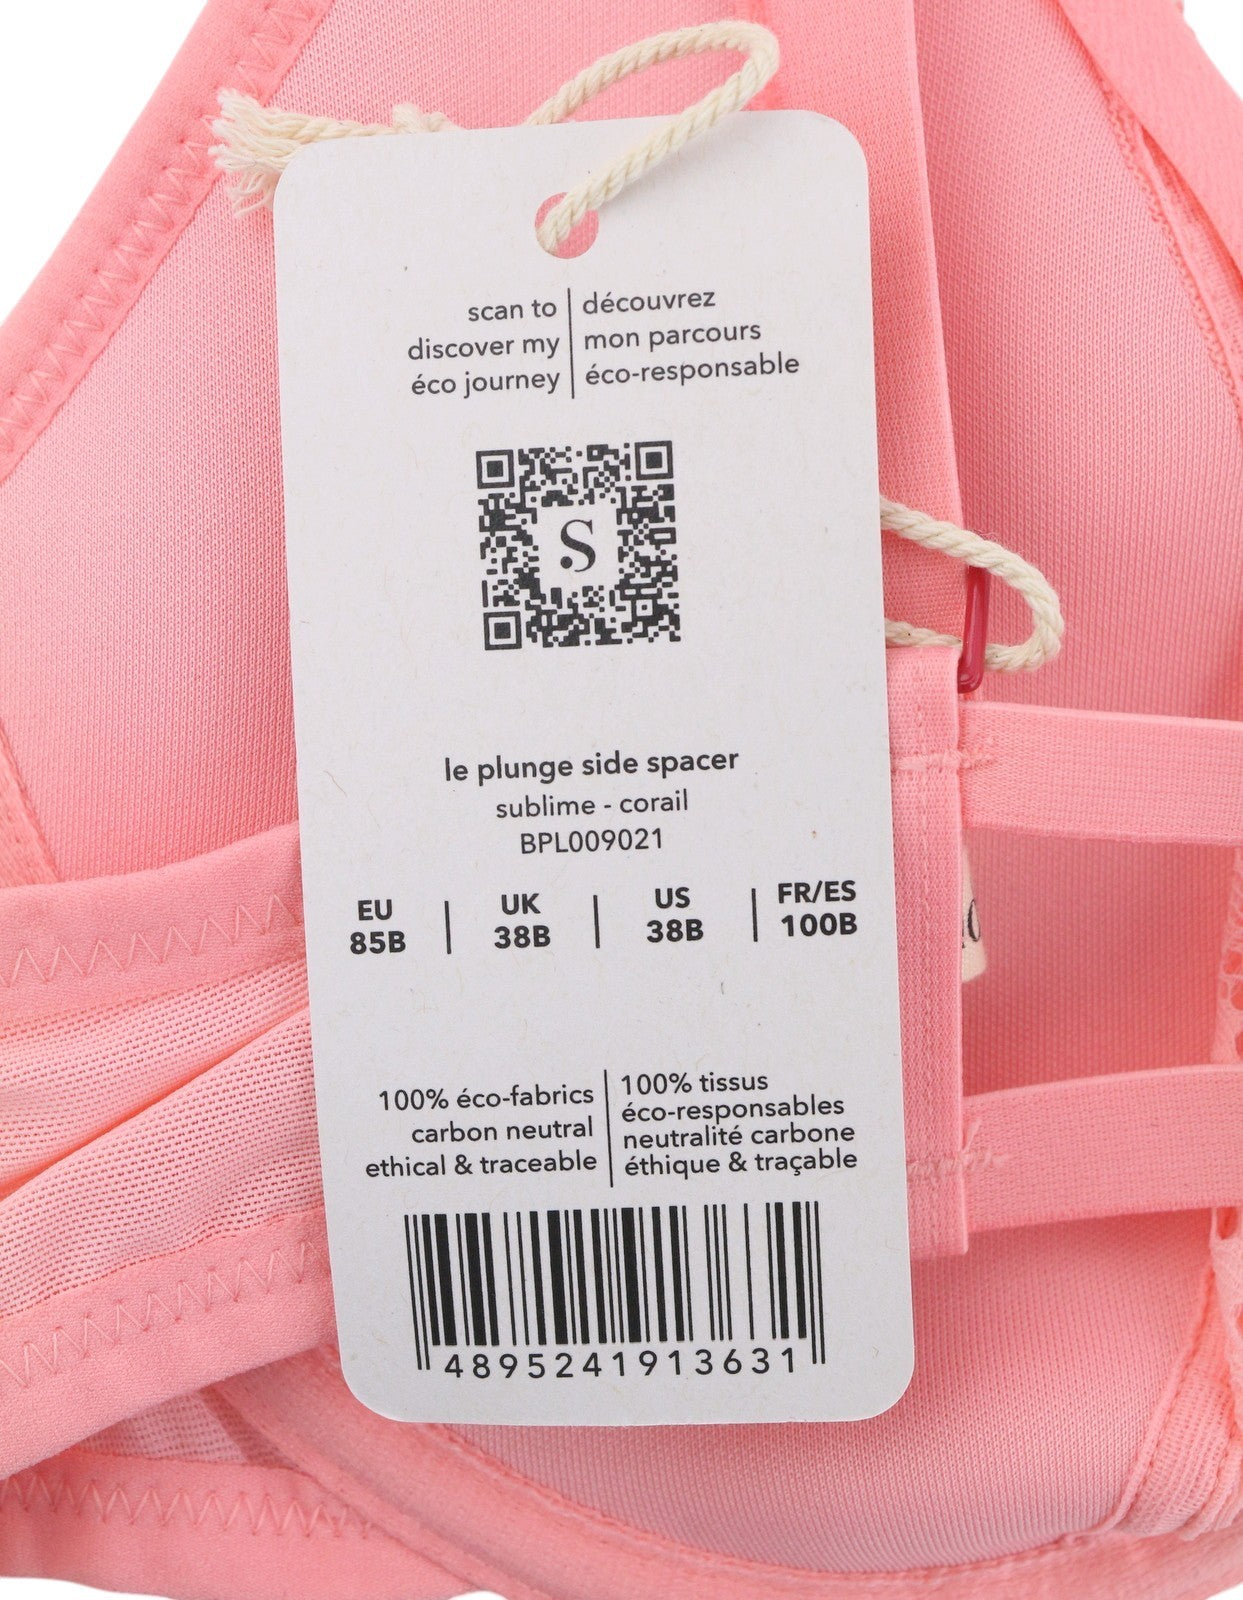 scan to
discover my
éco journey
découvrez
mon parcours
éco-responsable
S
le plunge side spacer
sublime - corail
BPL009021
EU
85B
UK
38B
US
38B
FR/ES
100B
100% éco-fabrics
carbon neutral
ethical & traceable
100% tissus
éco-responsables
neutralité carbone
éthique & traçable
4895241913631